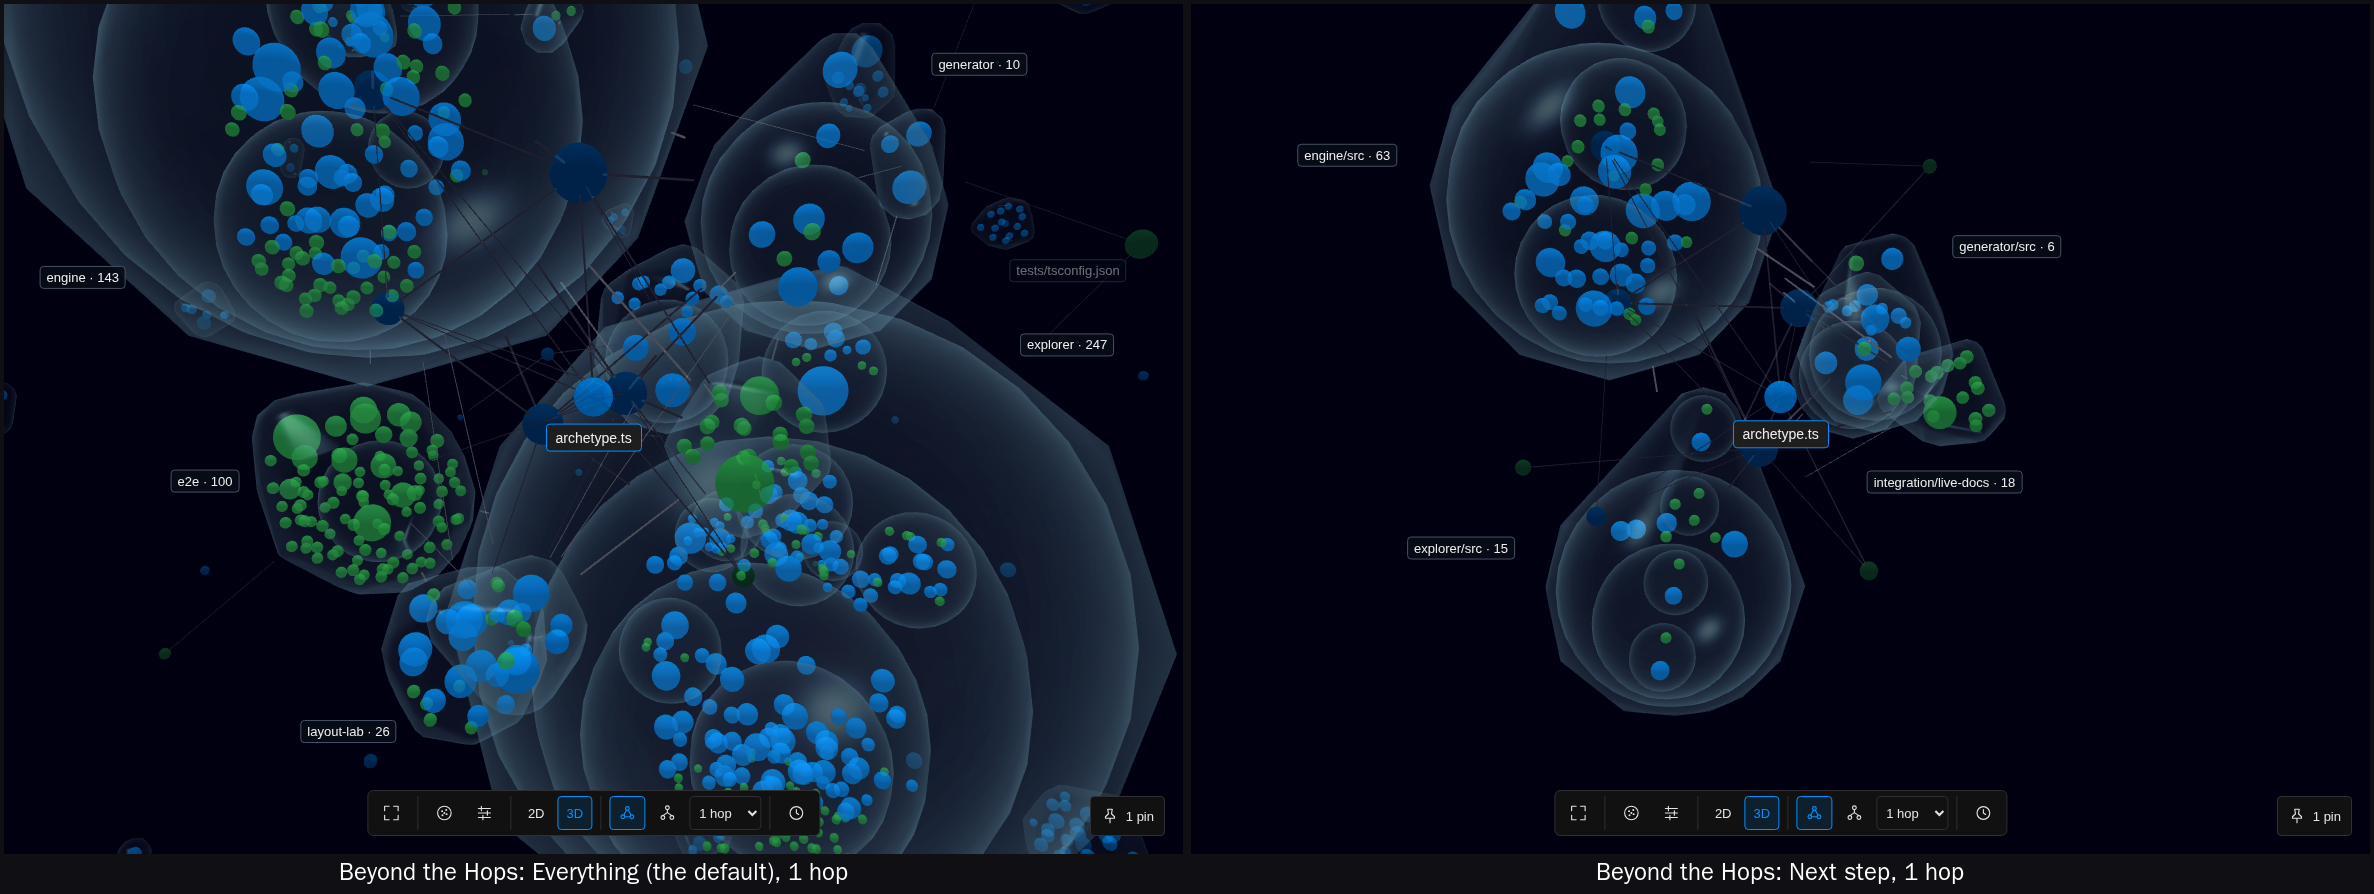 generator · 10
engine/src · 63
generator/src · 6
engine · 143
tests/tsconfig.json
explorer · 247
archetype.ts
archetype.ts
e2e · 100
integration/live-docs · 18
explorer/src · 15
layout-lab · 26
2D 3D 1 hop
1 pin
2D 3D 1 hop
1 pin
Beyond the Hops: Everything (the default), 1 hop
Beyond the Hops: Next step, 1 hop